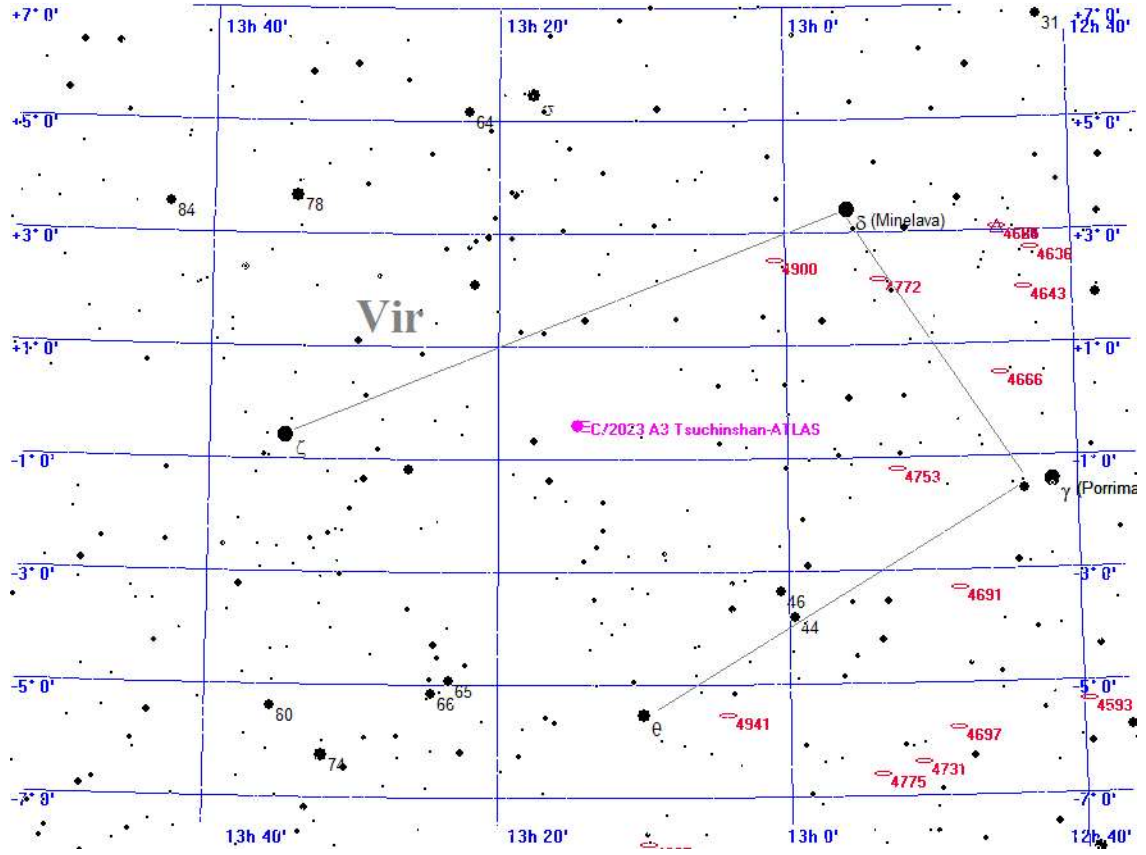 +7° 0'
13h 40'
13h 20'
13h 0'
+7° 0'
12h 40'
31
σ
+5° 0'
64
+5° 0'
84
78
δ (Minelava)
+3° 0'
+3° 0'
4636
4900
4772
4643
Vir
+1° 0'
+1° 0'
4666
C/2023 A3 Tsuchinshan-ATLAS
ζ
-1° 0'
-1° 0'
4753
γ (Porrima
-3° 0'
-3° 0'
4691
46
44
-5° 0'
65
-5° 0'
66
4593
60
θ
4941
4697
74
4731
4775
-7° 0'
-7° 0'
13h 40'
13h 20'
13h 0'
12h 40'